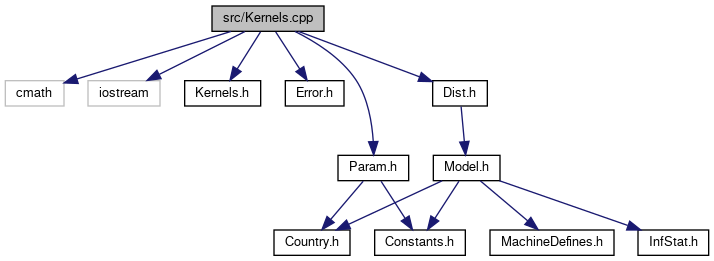 src/Kernels.cpp
cmath
iostream
Kernels.h
Error.h
Dist.h
Param.h
Model.h
Country.h
Constants.h
MachineDefines.h
InfStat.h